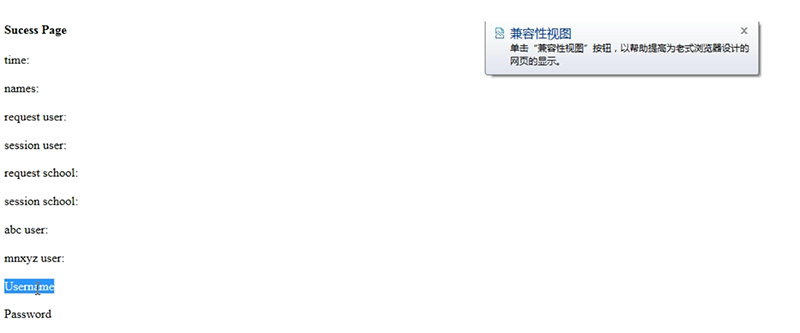 Sucess Page
time:
names:
request user:
session user:
request school:
session school:
abc user:
mnxyz user:
Username
Password
兼容性视图
单击“兼容性视图”按钮，以帮助提高为老式浏览器设计的
网页的显示。